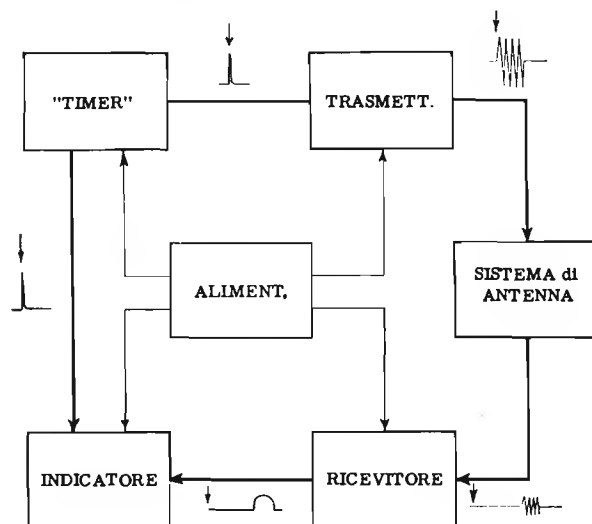 "TIMER"
TRASMETT.
ALIMENT.
SISTEMA di
ANTENNA
INDICATORE
RICEVITORE